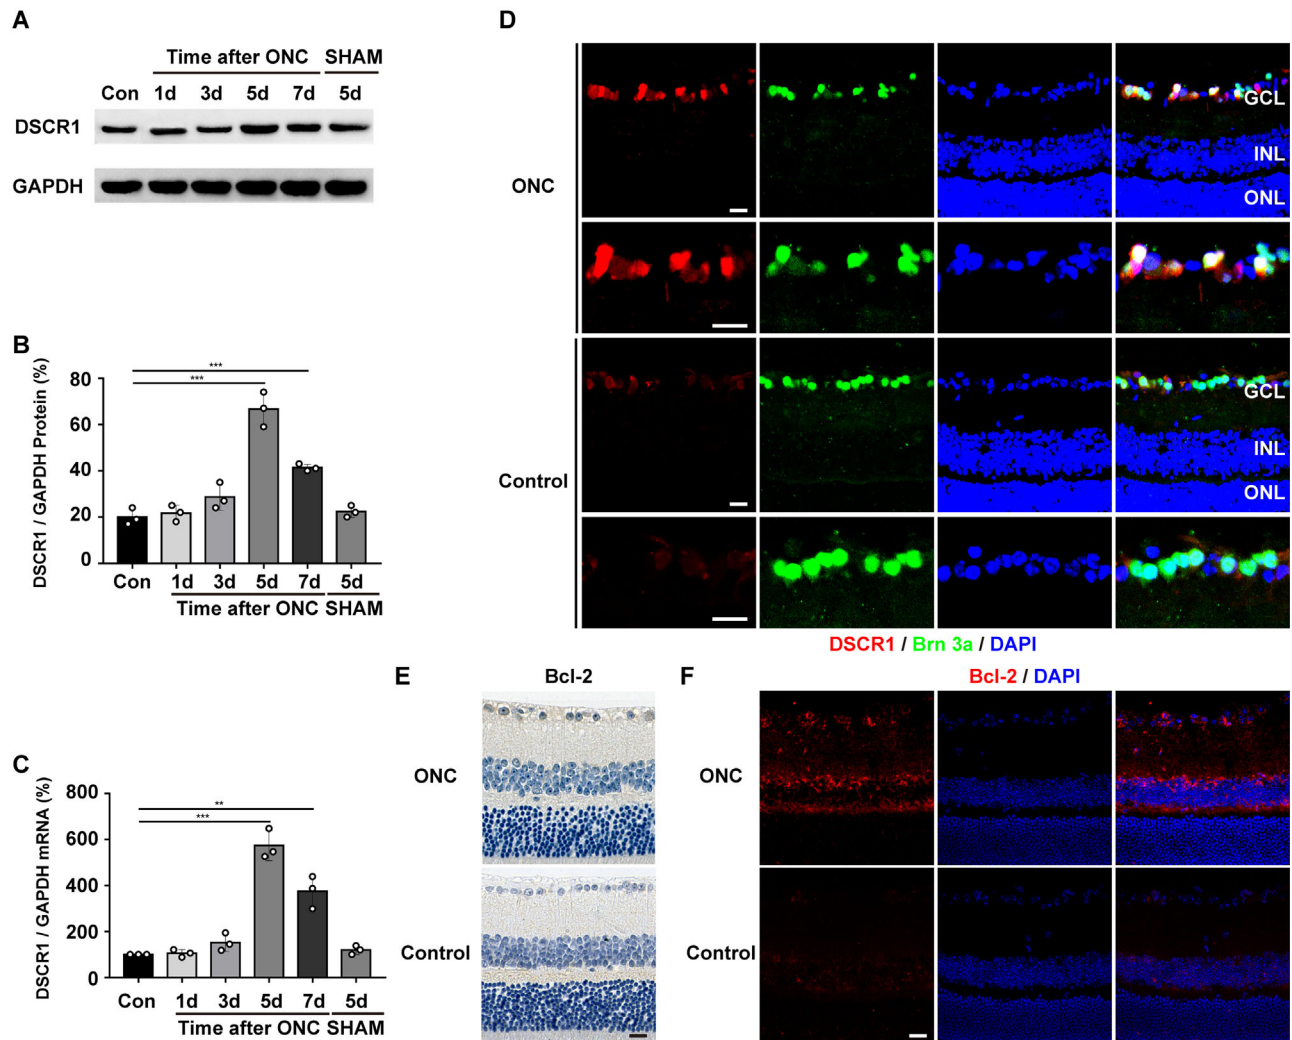 A
Time after ONC SHAM
Con 1d 3d 5d 7d 5d
DSCR1
GAPDH
B
DSCR1 / GAPDH Protein (%)
80
60
40
20
0
***
***
Con 1d 3d 5d 7d 5d
Time after ONC SHAM
C
DSCR1 / GAPDH mRNA (%)
800
600
400
200
0
**
***
Con 1d 3d 5d 7d 5d
Time after ONC SHAM
D
ONC
GCL
INL
ONL
Control
GCL
INL
ONL
DSCR1 / Brn 3a / DAPI
E
Bcl-2
ONC
Control
F
Bcl-2 / DAPI
ONC
Control